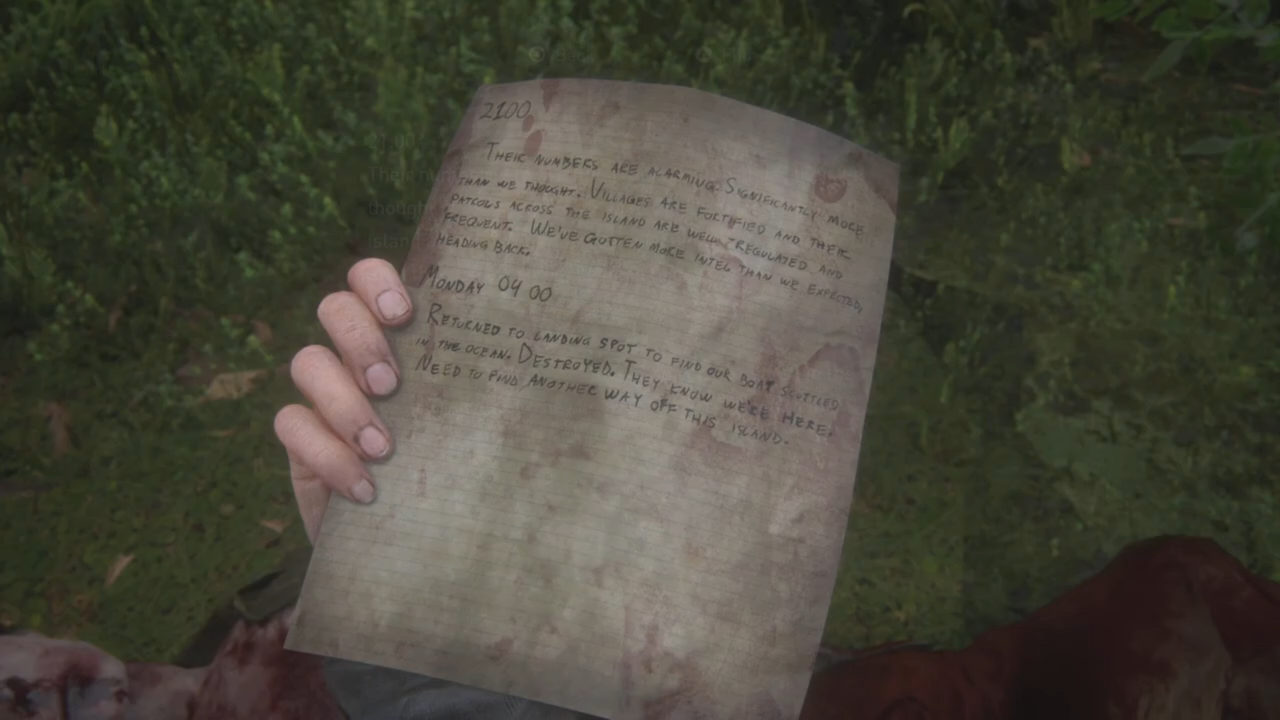 2100
THEIR NUMBERS ARE ALARMING. SIGNIFICANTLY MORE
THAN WE THOUGHT. VILLAGES ARE FORTIFIED AND THEIR
PATROLS ACROSS THE ISLAND ARE WELL-REGULATED AND
FREQUENT. WE'VE GOTTEN MORE INTEL THAN WE EXPECTED,
HEADING BACK.
MONDAY 04 00
RETURNED TO LANDING SPOT TO FIND OUR BOAT SCUTTLED
IN THE OCEAN. DESTROYED. THEY KNOW WE'RE HERE.
NEED TO FIND ANOTHER WAY OFF THIS ISLAND.